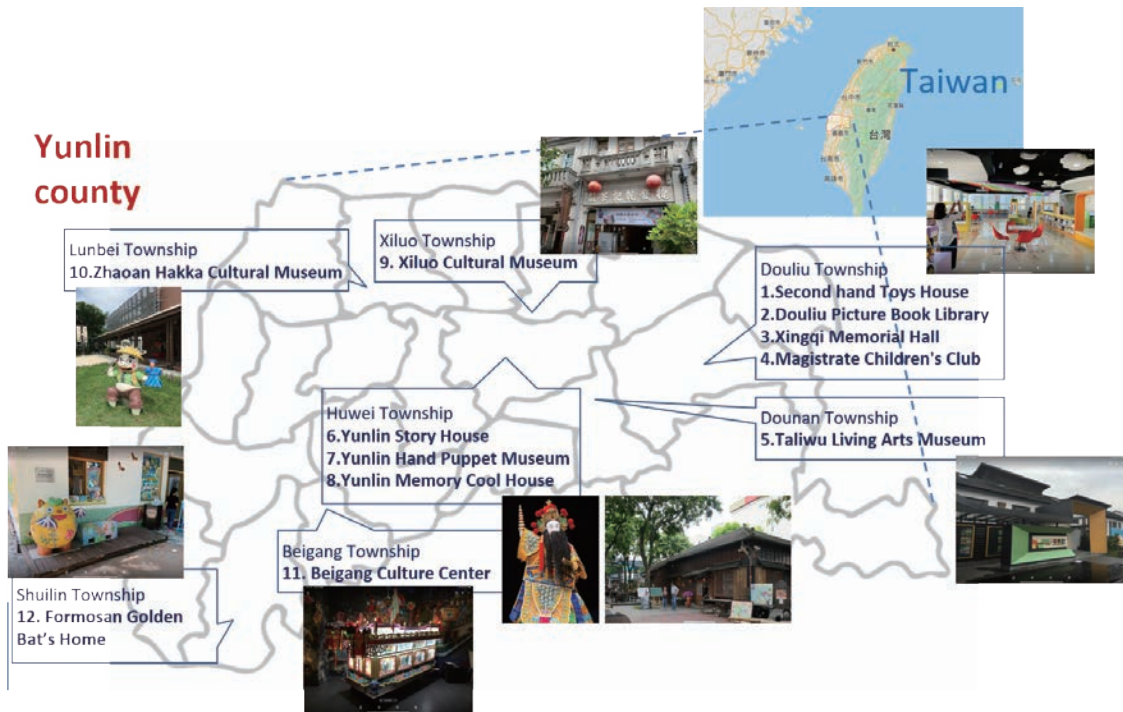 Taiwan
台灣
Yunlin
county
Lunbei Township
10.Zhaoan Hakka Cultural Museum
Xiluo Township
9. Xiluo Cultural Museum
Douliu Township
1.Second hand Toys House
2.Douliu Picture Book Library
3.Xingqi Memorial Hall
4.Magistrate Children's Club
Huwei Township
6.Yunlin Story House
7.Yunlin Hand Puppet Museum
8.Yunlin Memory Cool House
Dounan Township
5.Taliwu Living Arts Museum
Beigang Township
11. Beigang Culture Center
Shuilin Township
12. Formosan Golden
Bat's Home